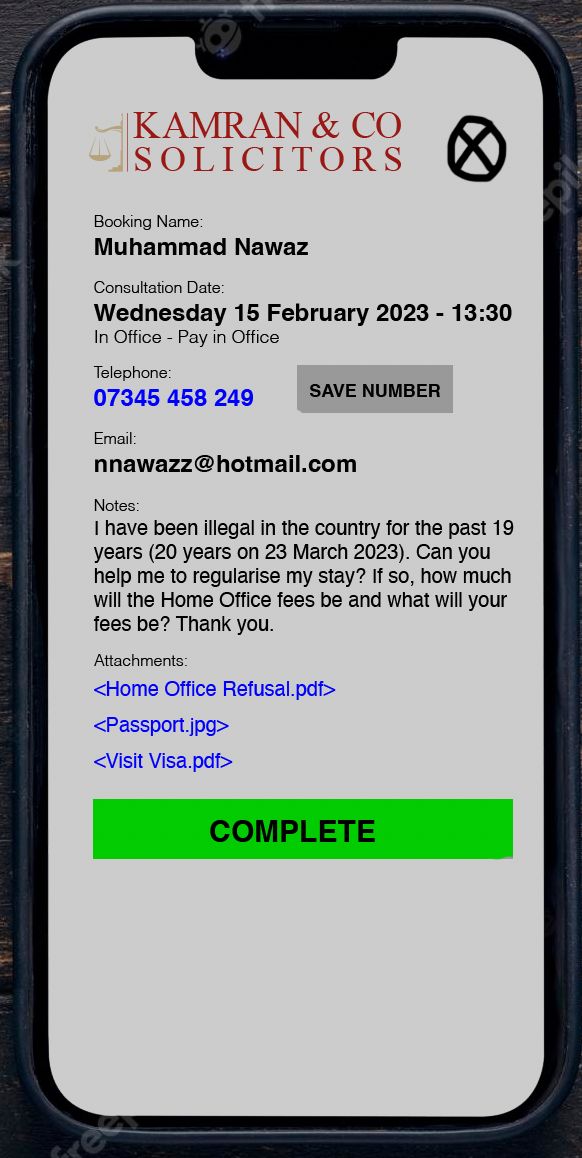 KAMRAN & CO
SOLICITORS
Booking Name:
Muhammad Nawaz
Consultation Date:
Wednesday 15 February 2023 - 13:30
In Office - Pay in Office
Telephone:
07345 458 249
SAVE NUMBER
Email:
nnawazz@hotmail.com
Notes:
I have been illegal in the country for the past 19
years (20 years on 23 March 2023). Can you
help me to regularise my stay? If so, how much
will the Home Office fees be and what will your
fees be? Thank you.
Attachments:
<Home Office Refusal.pdf>
<Passport.jpg>
<Visit Visa.pdf>
COMPLETE